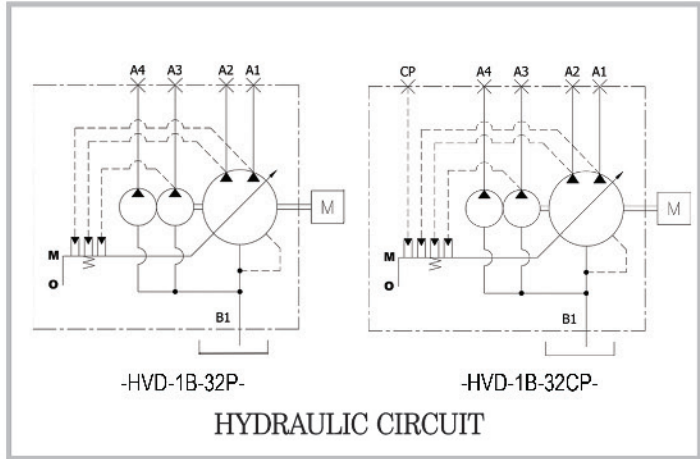 A4 A3 A2 A1
M
M
O
B1
-HVD-1B-32P-
CP A4 A3 A2 A1
M
M
O
B1
-HVD-1B-32CP-
HYDRAULIC CIRCUIT